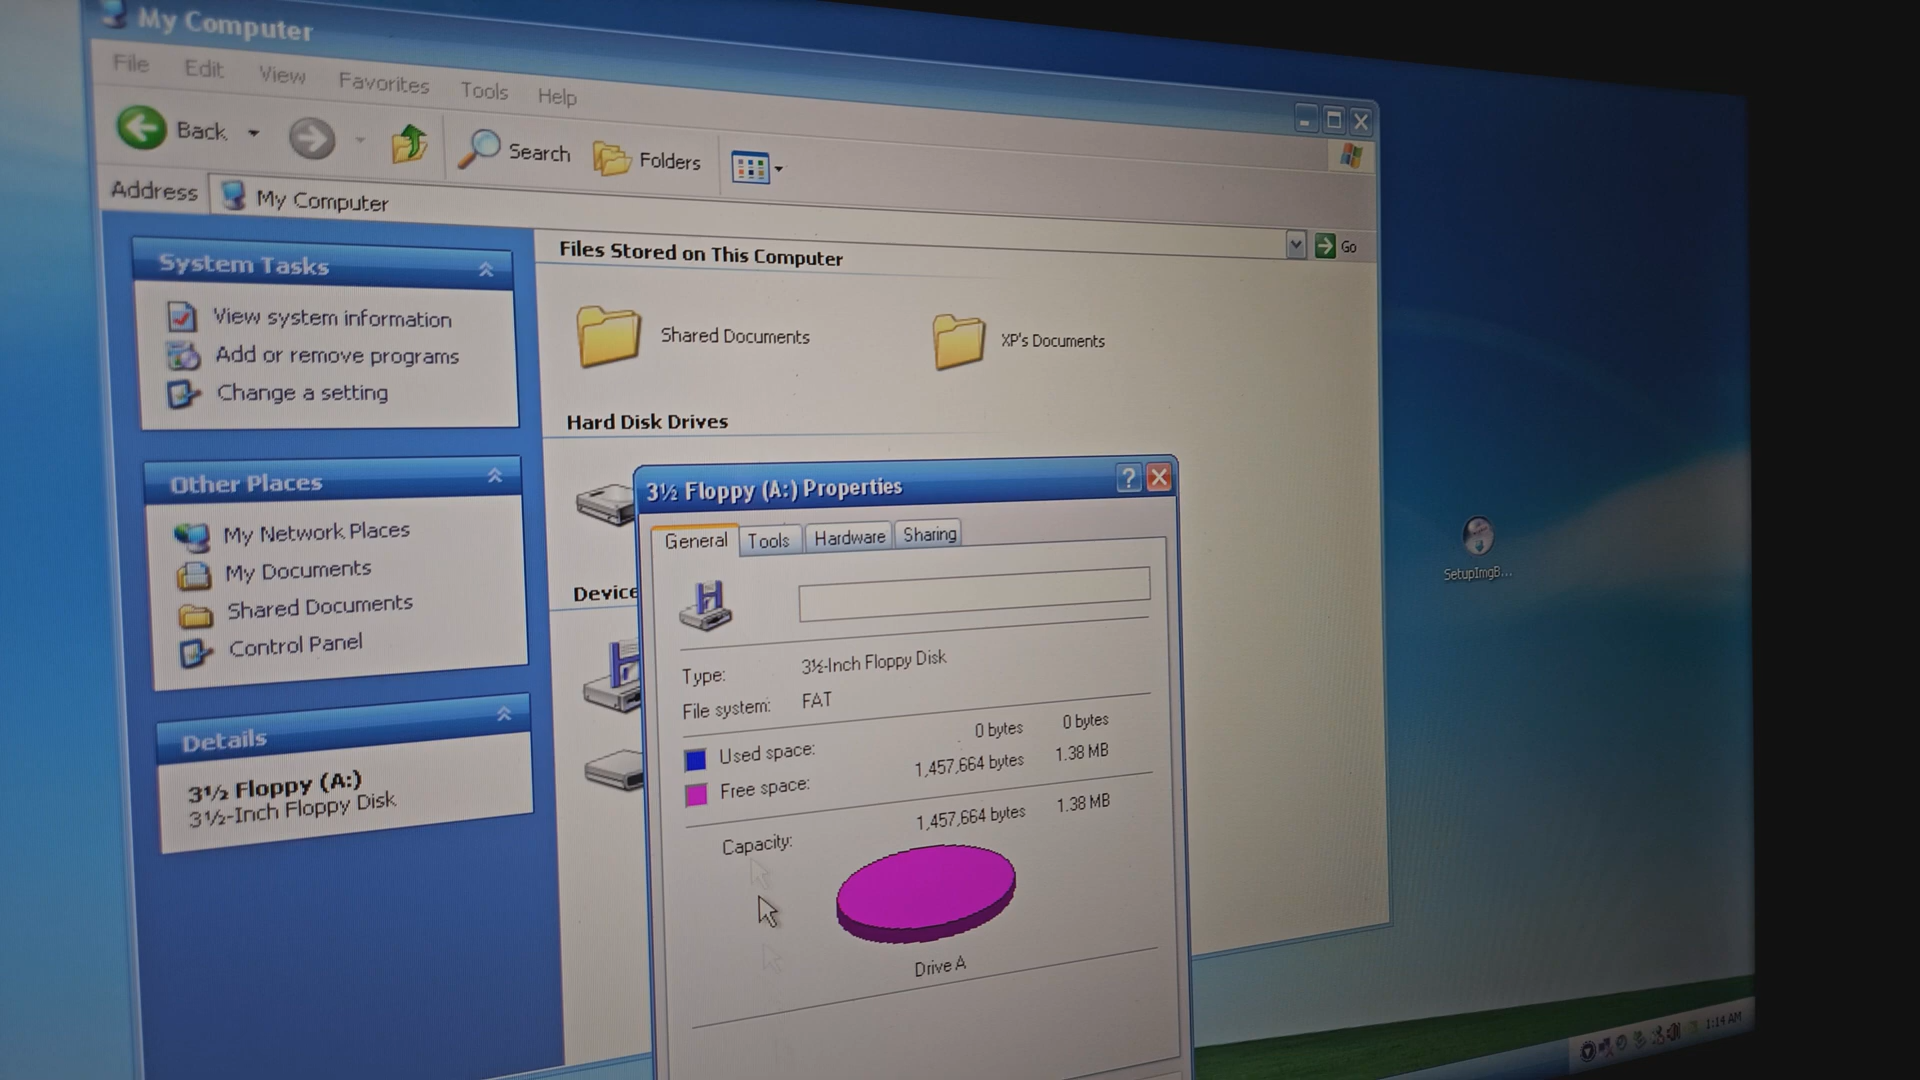 My Computer
File Edit View Favorites Tools Help
Back Search Folders
Address My Computer Go
System Tasks
View system information
Add or remove programs
Change a setting
Other Places
My Network Places
My Documents
Shared Documents
Control Panel
Details
3½ Floppy (A:)
3½-Inch Floppy Disk
Files Stored on This Computer
Shared Documents XP's Documents
Hard Disk Drives
Device
3½ Floppy (A:) Properties
General Tools Hardware Sharing
Type: 3½-Inch Floppy Disk
File system: FAT
Used space: 0 bytes 0 bytes
Free space: 1,457,664 bytes 1.38 MB
Capacity: 1,457,664 bytes 1.38 MB
Drive A
SetupImgB...
1:14 AM